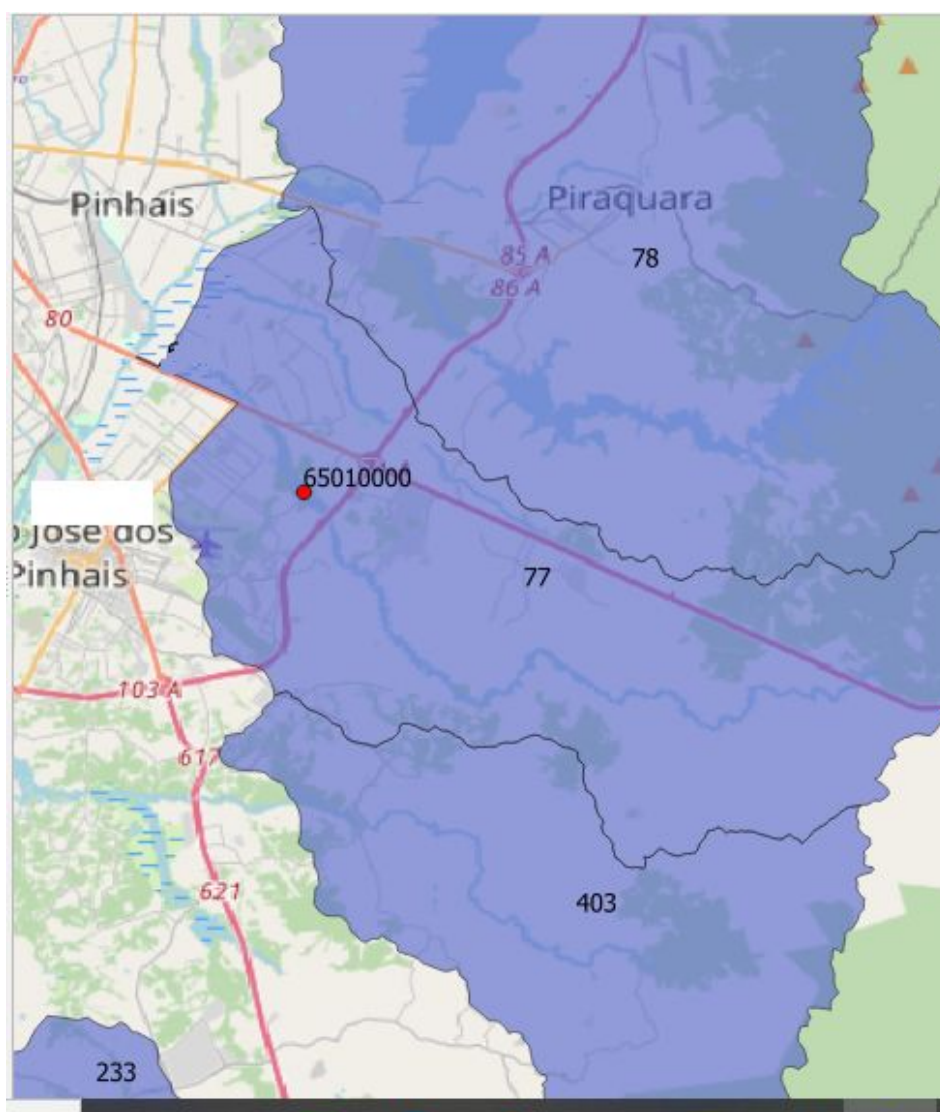 Pinhais
Piraquara
85 A
86 A
78
80
65010000
José dos
Pinhais
77
103 A
617
621
403
233